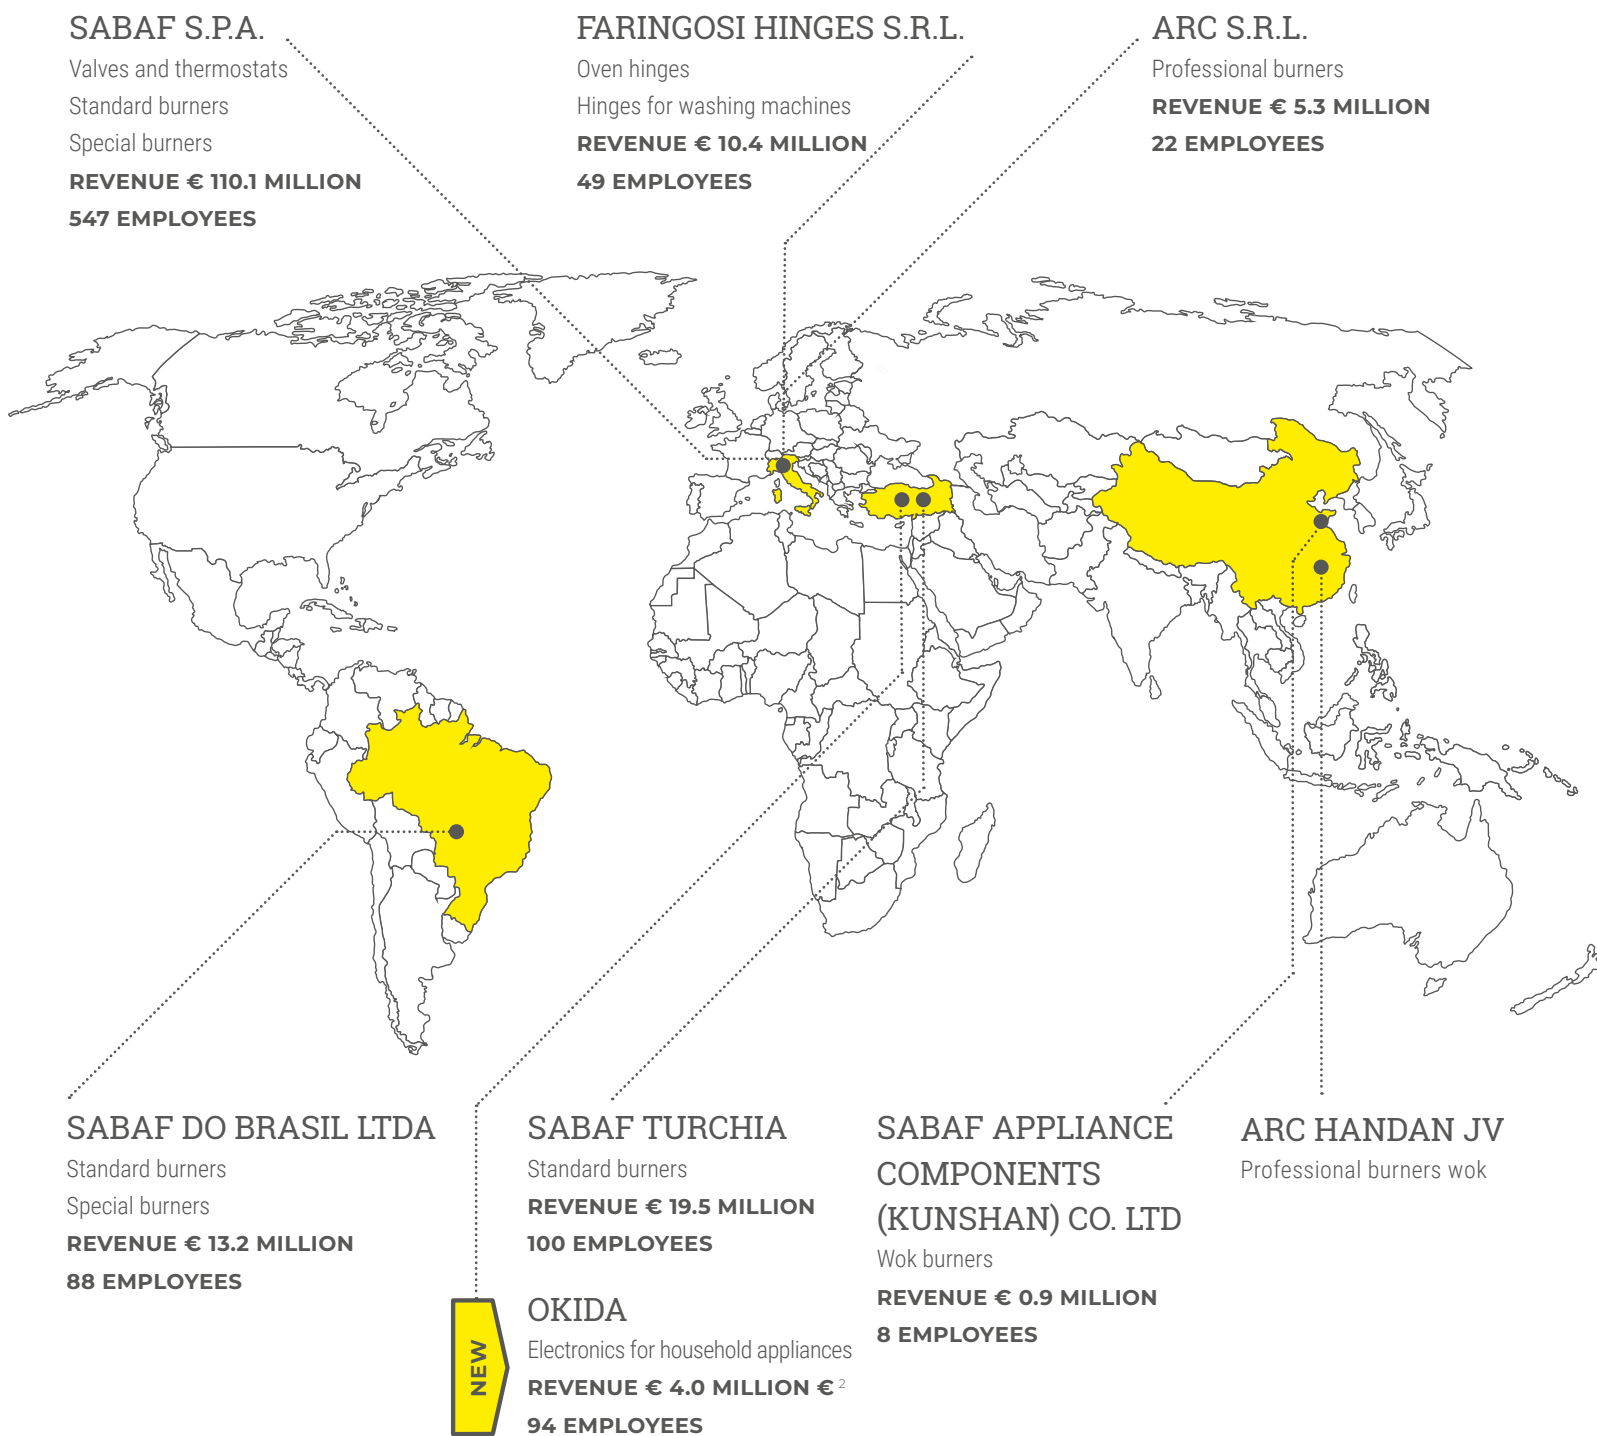 SABAF S.P.A.
Valves and thermostats
Standard burners
Special burners
REVENUE € 110.1 MILLION
547 EMPLOYEES
FARINGOSI HINGES S.R.L.
Oven hinges
Hinges for washing machines
REVENUE € 10.4 MILLION
49 EMPLOYEES
ARC S.R.L.
Professional burners
REVENUE € 5.3 MILLION
22 EMPLOYEES
SABAF DO BRASIL LTDA
Standard burners
Special burners
REVENUE € 13.2 MILLION
88 EMPLOYEES
SABAF TURCHIA
Standard burners
REVENUE € 19.5 MILLION
100 EMPLOYEES
NEW
OKIDA
Electronics for household appliances
REVENUE € 4.0 MILLION € 2
94 EMPLOYEES
SABAF APPLIANCE
COMPONENTS
(KUNSHAN) CO. LTD
Wok burners
REVENUE € 0.9 MILLION
8 EMPLOYEES
ARC HANDAN JV
Professional burners wok